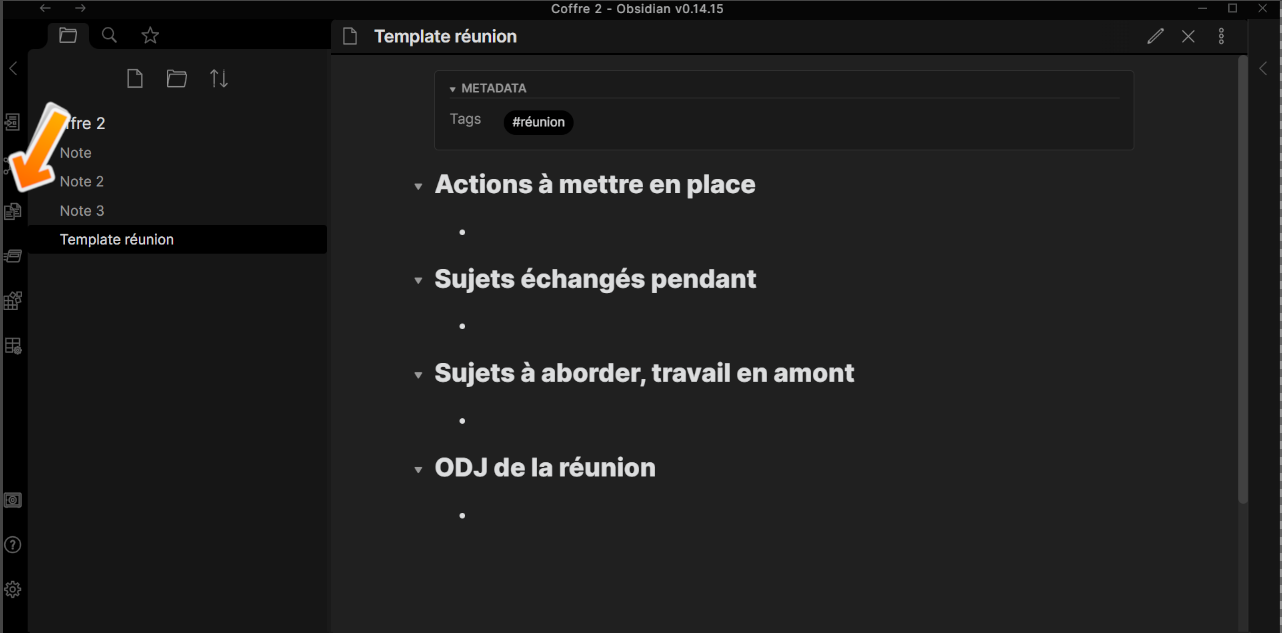 Coffre 2 - Obsidian v0.14.15
Template réunion
ffre 2
Note
Note 2
Note 3
Template réunion
METADATA
Tags #réunion
Actions à mettre en place
Sujets échangés pendant
Sujets à aborder, travail en amont
ODJ de la réunion